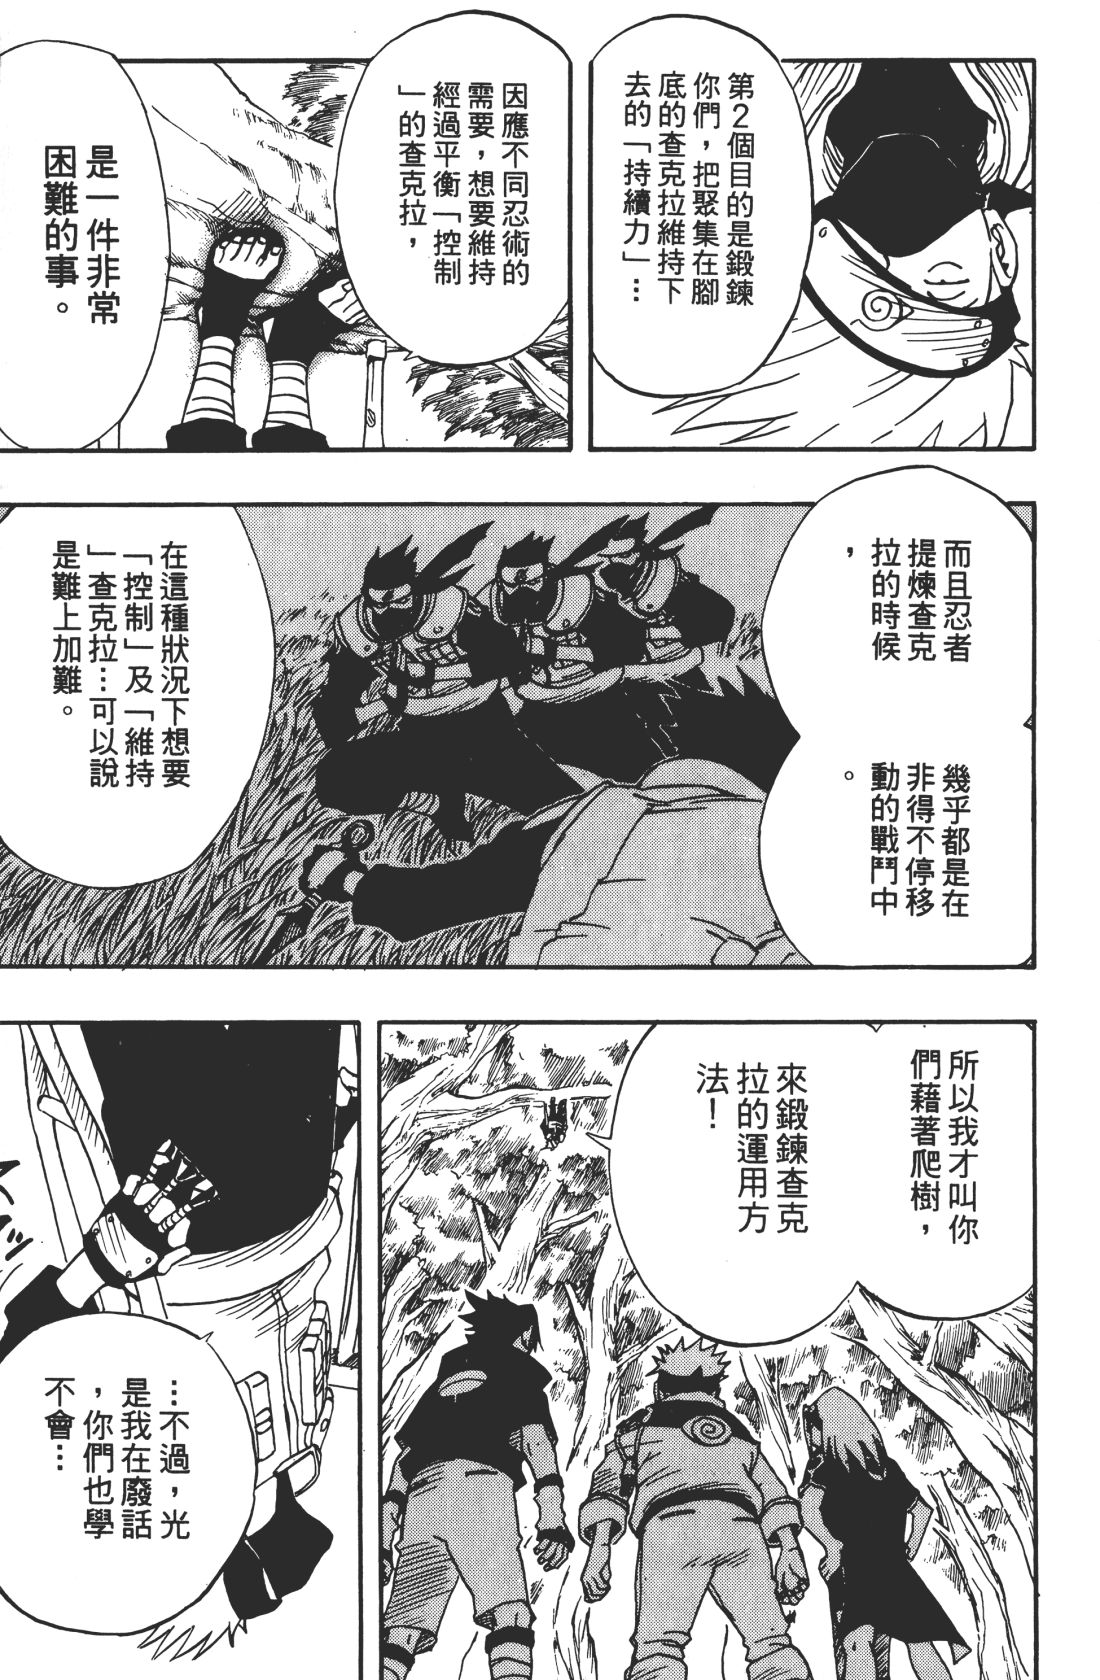 第2個目的是鍛鍊
你們，把聚集在腳
底的查克拉維持下
去的「持續力」…
因應不同忍術的
需要，想要維持
經過平衡「控制
」的查克拉，
是一件非常
困難的事。
而且忍者
提煉查克
拉的時候
，
幾乎都是在
非得不停移
動的戰鬥中
。
在這種狀況下想要
「控制」及「維持
」查克拉…可以說
是難上加難。
所以我才叫你
們藉著爬樹，
來鍛鍊查克
拉的運用方
法！
…不過，光
是我在廢話
，你們也學
不會…